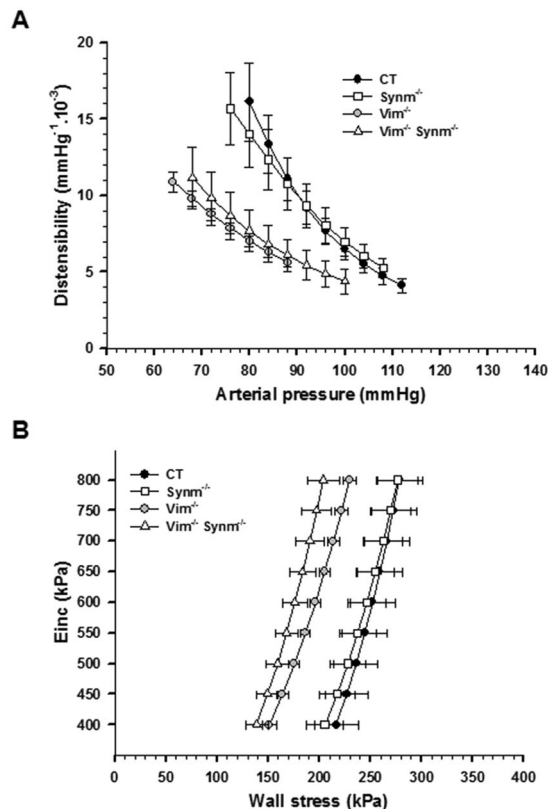 A
Distensibility (mmHg⁻¹.10⁻³)
20
15
10
5
0
CT
Synm⁻/⁻
Vim⁻/⁻
Vim⁻/⁻ Synm⁻/⁻
50 60 70 80 90 100 110 120 130 140
Arterial pressure (mmHg)
B
Einc (kPa)
800
750
700
650
600
550
500
450
400
CT
Synm⁻/⁻
Vim⁻/⁻
Vim⁻/⁻ Synm⁻/⁻
0 50 100 150 200 250 300 400
Wall stress (kPa)